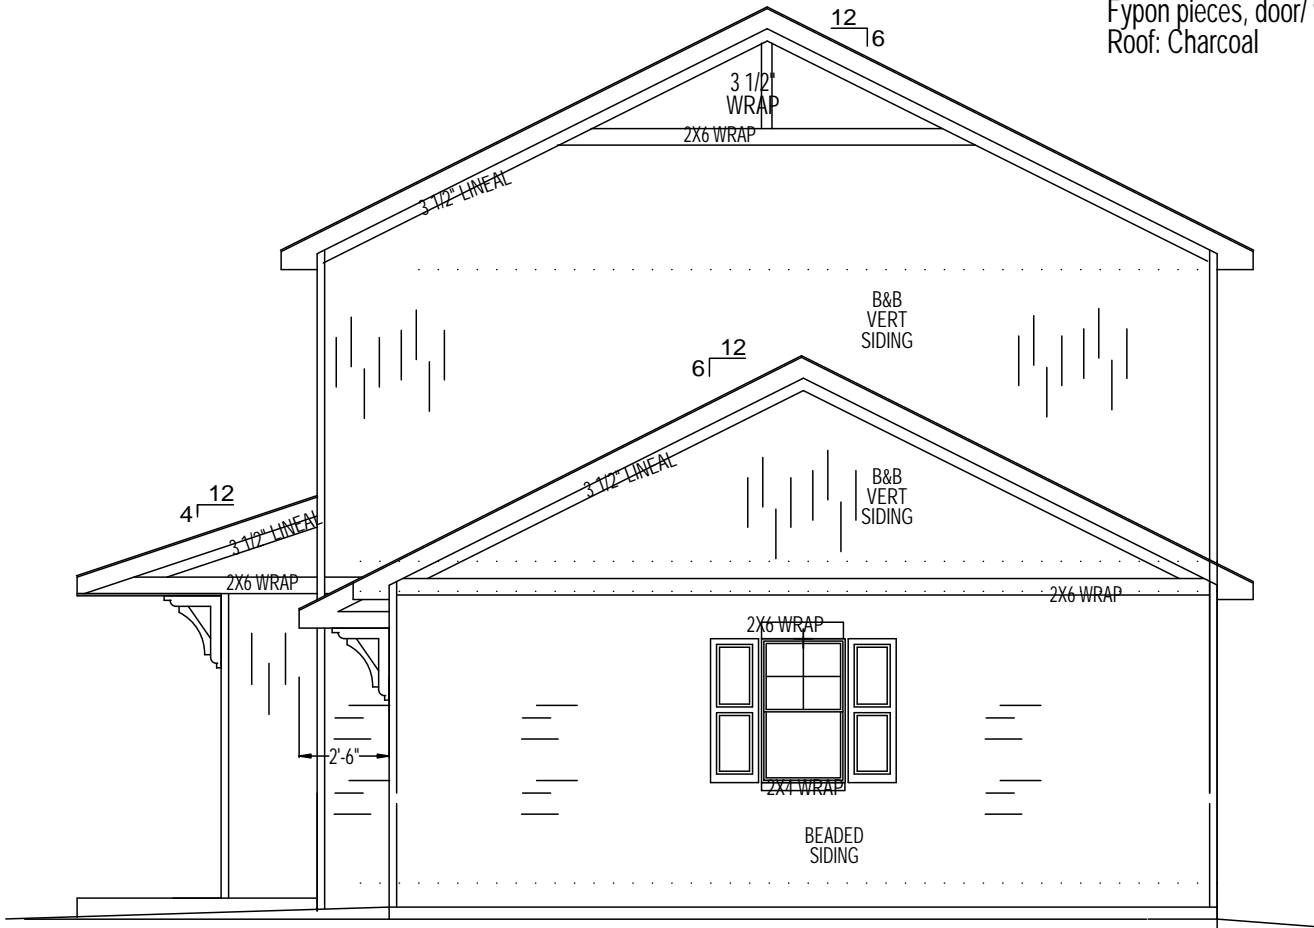 Fypon pieces, door/
Roof: Charcoal
12
6
3 1/2"
WRAP
2X6 WRAP
3 1/2" LINEAL
B&B
VERT
SIDING
12
6
3 1/2" LINEAL
B&B
VERT
SIDING
12
4
3 1/2" LINEAL
2X6 WRAP
2X6 WRAP
2X6 WRAP
2'-6"
2X4 WRAP
BEADED
SIDING